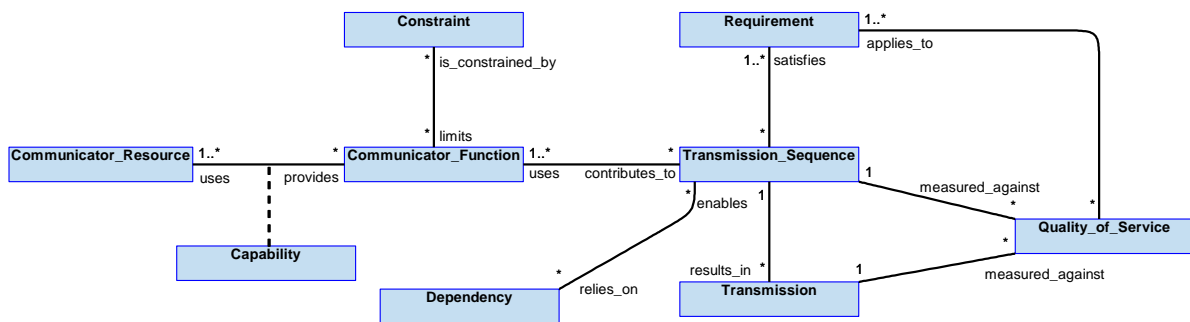 Constraint
Requirement
1..*
applies_to
*
is_constrained_by
1..*
satisfies
*
limits
*
Communicator_Resource
1..*
uses
*
provides
Communicator_Function
1..*
uses
*
contributes_to
Transmission_Sequence
1
measured_against
*
*
*
enables
1
Quality_of_Service
*
Capability
*
relies_on
results_in
*
1
measured_against
Dependency
Transmission